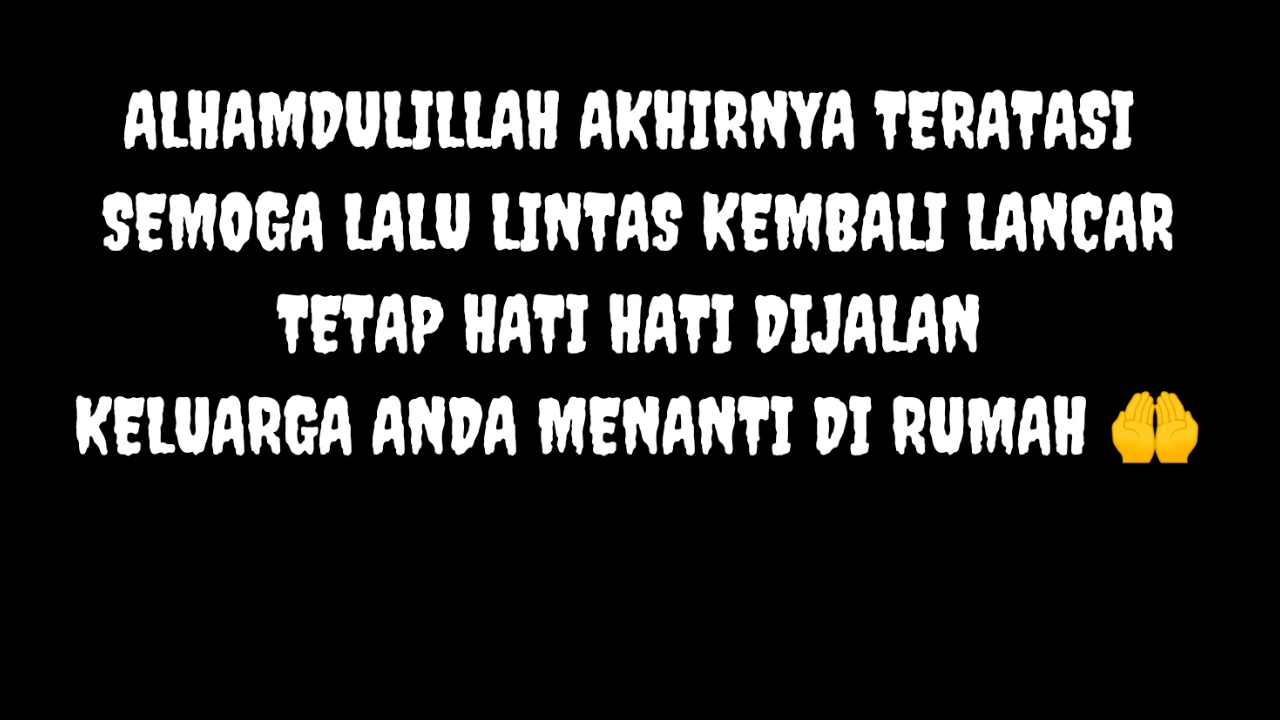 ALHAMDULILLAH AKHIRNYA TERATASI
SEMOGA LALU LINTAS KEMBALI LANCAR
TETAP HATI HATI DIJALAN
KELUARGA ANDA MENANTI DI RUMAH 🤲